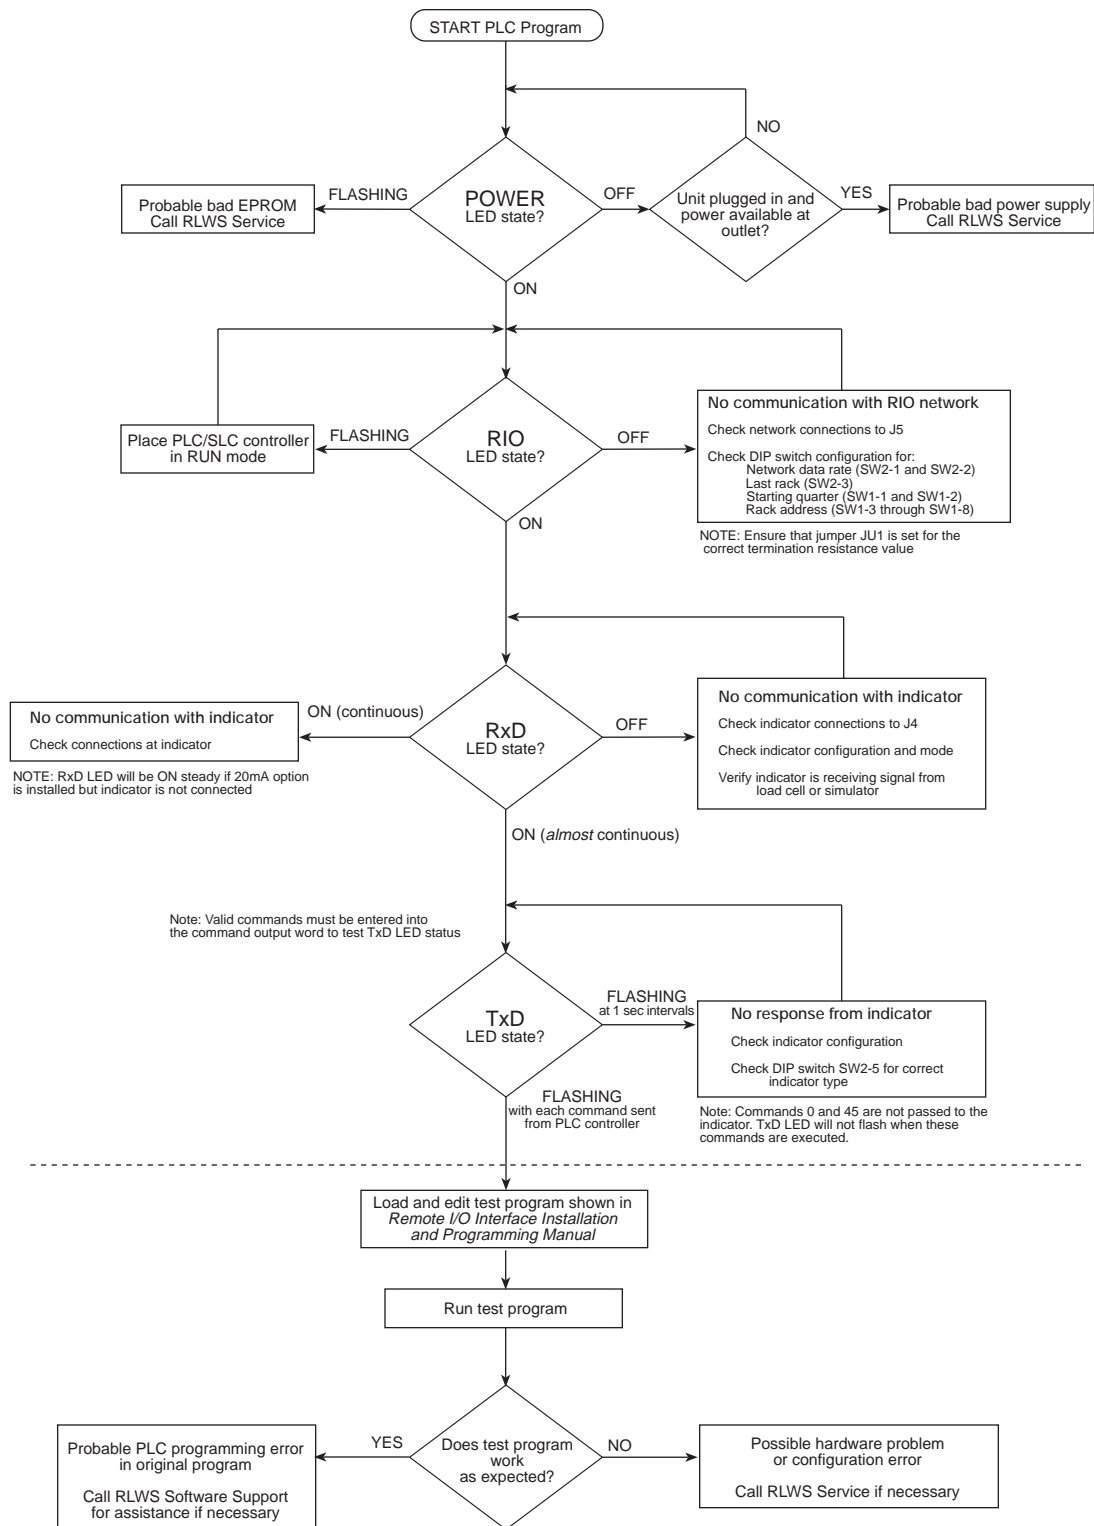 START PLC Program
NO
FLASHING
POWER
LED state?
OFF
Unit plugged in and
power available at
outlet?
YES
Probable bad EPROM
Call RLWS Service
Probable bad power supply
Call RLWS Service
ON
Place PLC/SLC controller
in RUN mode
FLASHING
RIO
LED state?
OFF
No communication with RIO network
Check network connections to J5
Check DIP switch configuration for:
Network data rate (SW2-1 and SW2-2)
Last rack (SW2-3)
Starting quarter (SW1-1 and SW1-2)
Rack address (SW1-3 through SW1-8)
NOTE: Ensure that jumper JU1 is set for the
correct termination resistance value
ON
No communication with indicator
Check connections at indicator
NOTE: RxD LED will be ON steady if 20mA option
is installed but indicator is not connected
ON (continuous)
RxD
LED state?
OFF
No communication with indicator
Check indicator connections to J4
Check indicator configuration and mode
Verify indicator is receiving signal from
load cell or simulator
ON (almost continuous)
Note: Valid commands must be entered into
the command output word to test TxD LED status
TxD
LED state?
FLASHING
at 1 sec intervals
No response from indicator
Check indicator configuration
Check DIP switch SW2-5 for correct
indicator type
Note: Commands 0 and 45 are not passed to the
indicator. TxD LED will not flash when these
commands are executed.
FLASHING
with each command sent
from PLC controller
Load and edit test program shown in
Remote I/O Interface Installation
and Programming Manual
Run test program
Probable PLC programming error
in original program
Call RLWS Software Support
for assistance if necessary
YES
Does test program
work
as expected?
NO
Possible hardware problem
or configuration error
Call RLWS Service if necessary